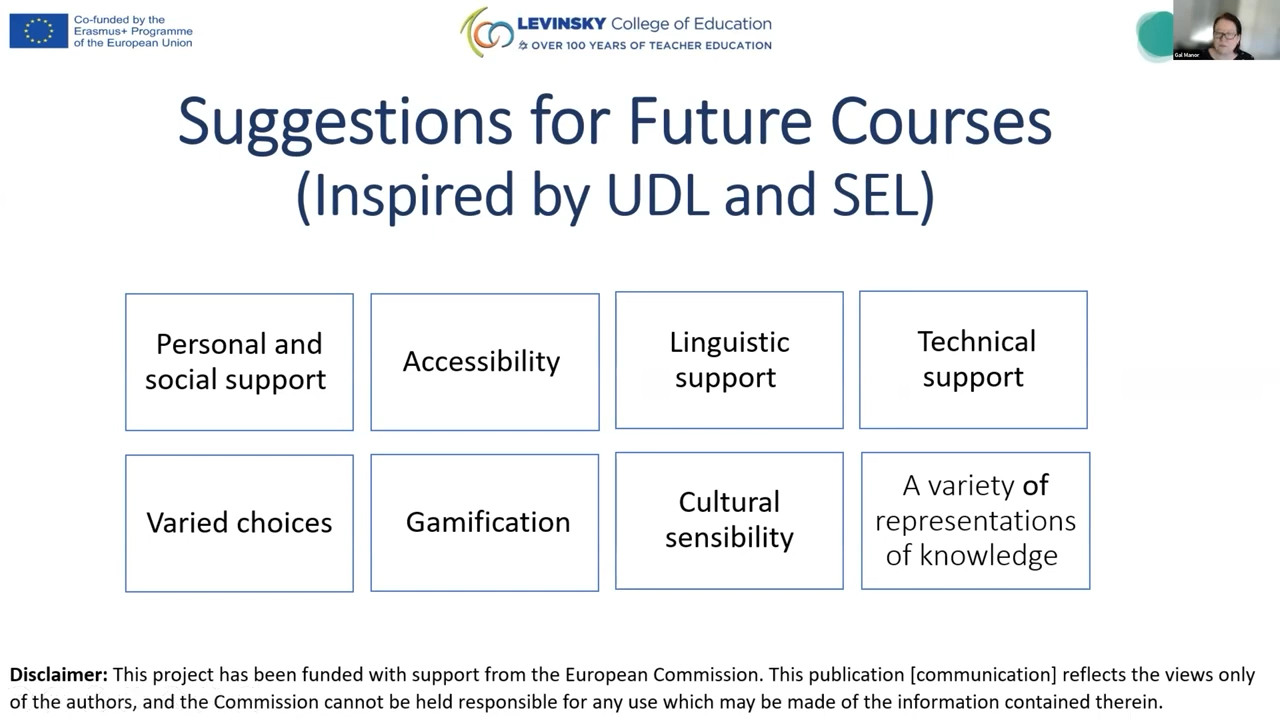 Co-funded by the
Erasmus+ Programme
of the European Union
LEVINSKY College of Education
OVER 100 YEARS OF TEACHER EDUCATION
Gal Manor
Suggestions for Future Courses
(Inspired by UDL and SEL)
Personal and
social support
Accessibility
Linguistic
support
Technical
support
Varied choices
Gamification
Cultural
sensibility
A variety of
representations
of knowledge
Disclaimer: This project has been funded with support from the European Commission. This publication [communication] reflects the views only
of the authors, and the Commission cannot be held responsible for any use which may be made of the information contained therein.